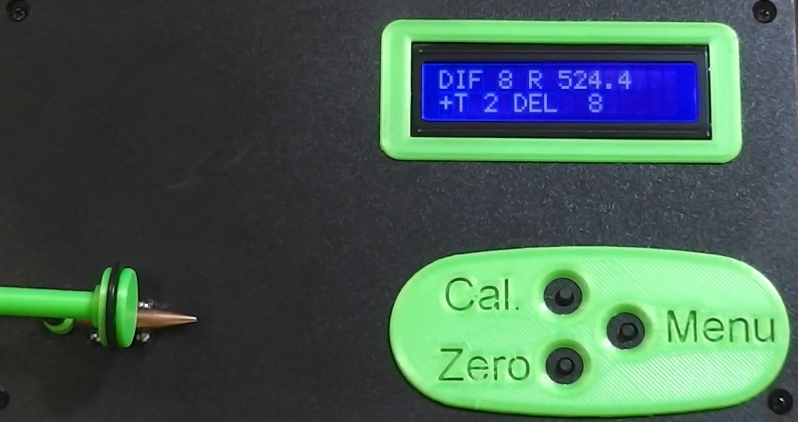 DIF 8 R 524.4
+T 2 DEL 8
Cal.
Menu
Zero